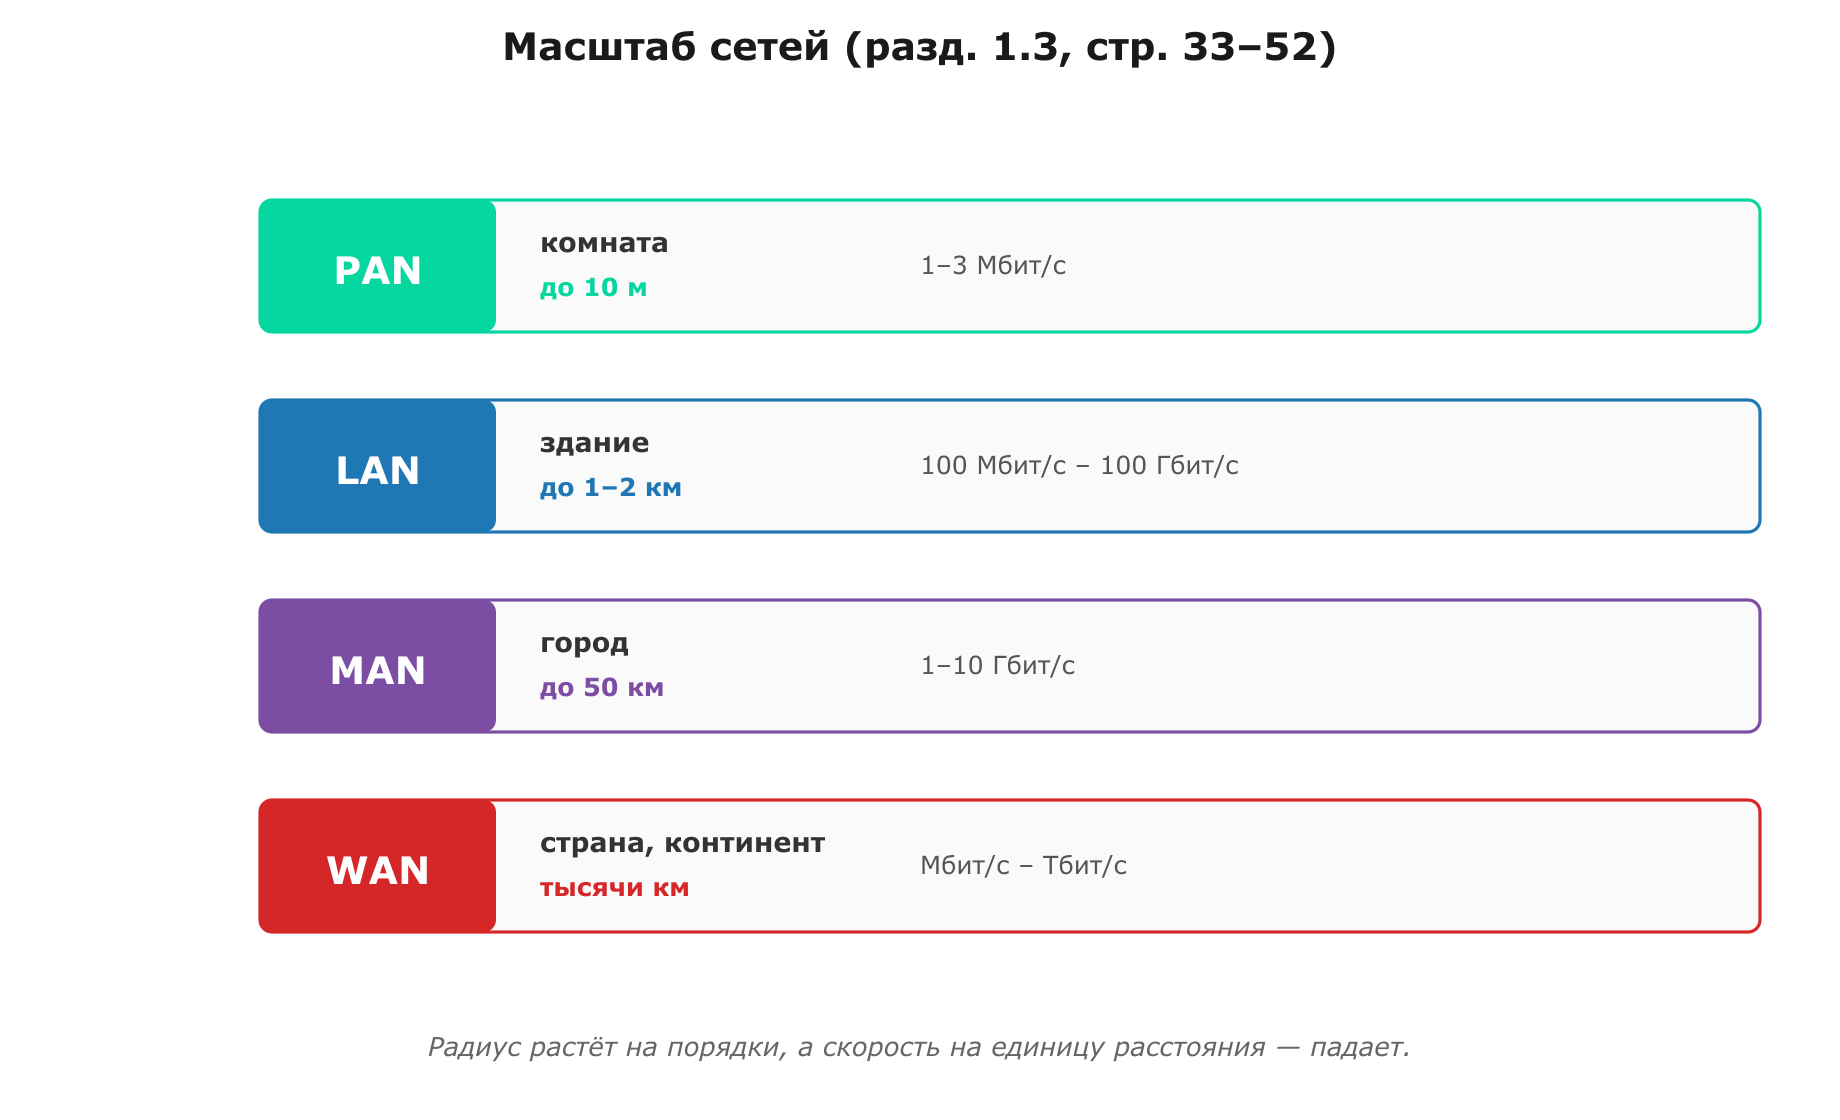 Масштаб сетей (разд. 1.3, стр. 33–52)
PAN
комната
до 10 м
1–3 Мбит/с
LAN
здание
до 1–2 км
100 Мбит/с – 100 Гбит/с
MAN
город
до 50 км
1–10 Гбит/с
WAN
страна, континент
тысячи км
Мбит/с – Тбит/с
Радиус растёт на порядки, а скорость на единицу расстояния — падает.